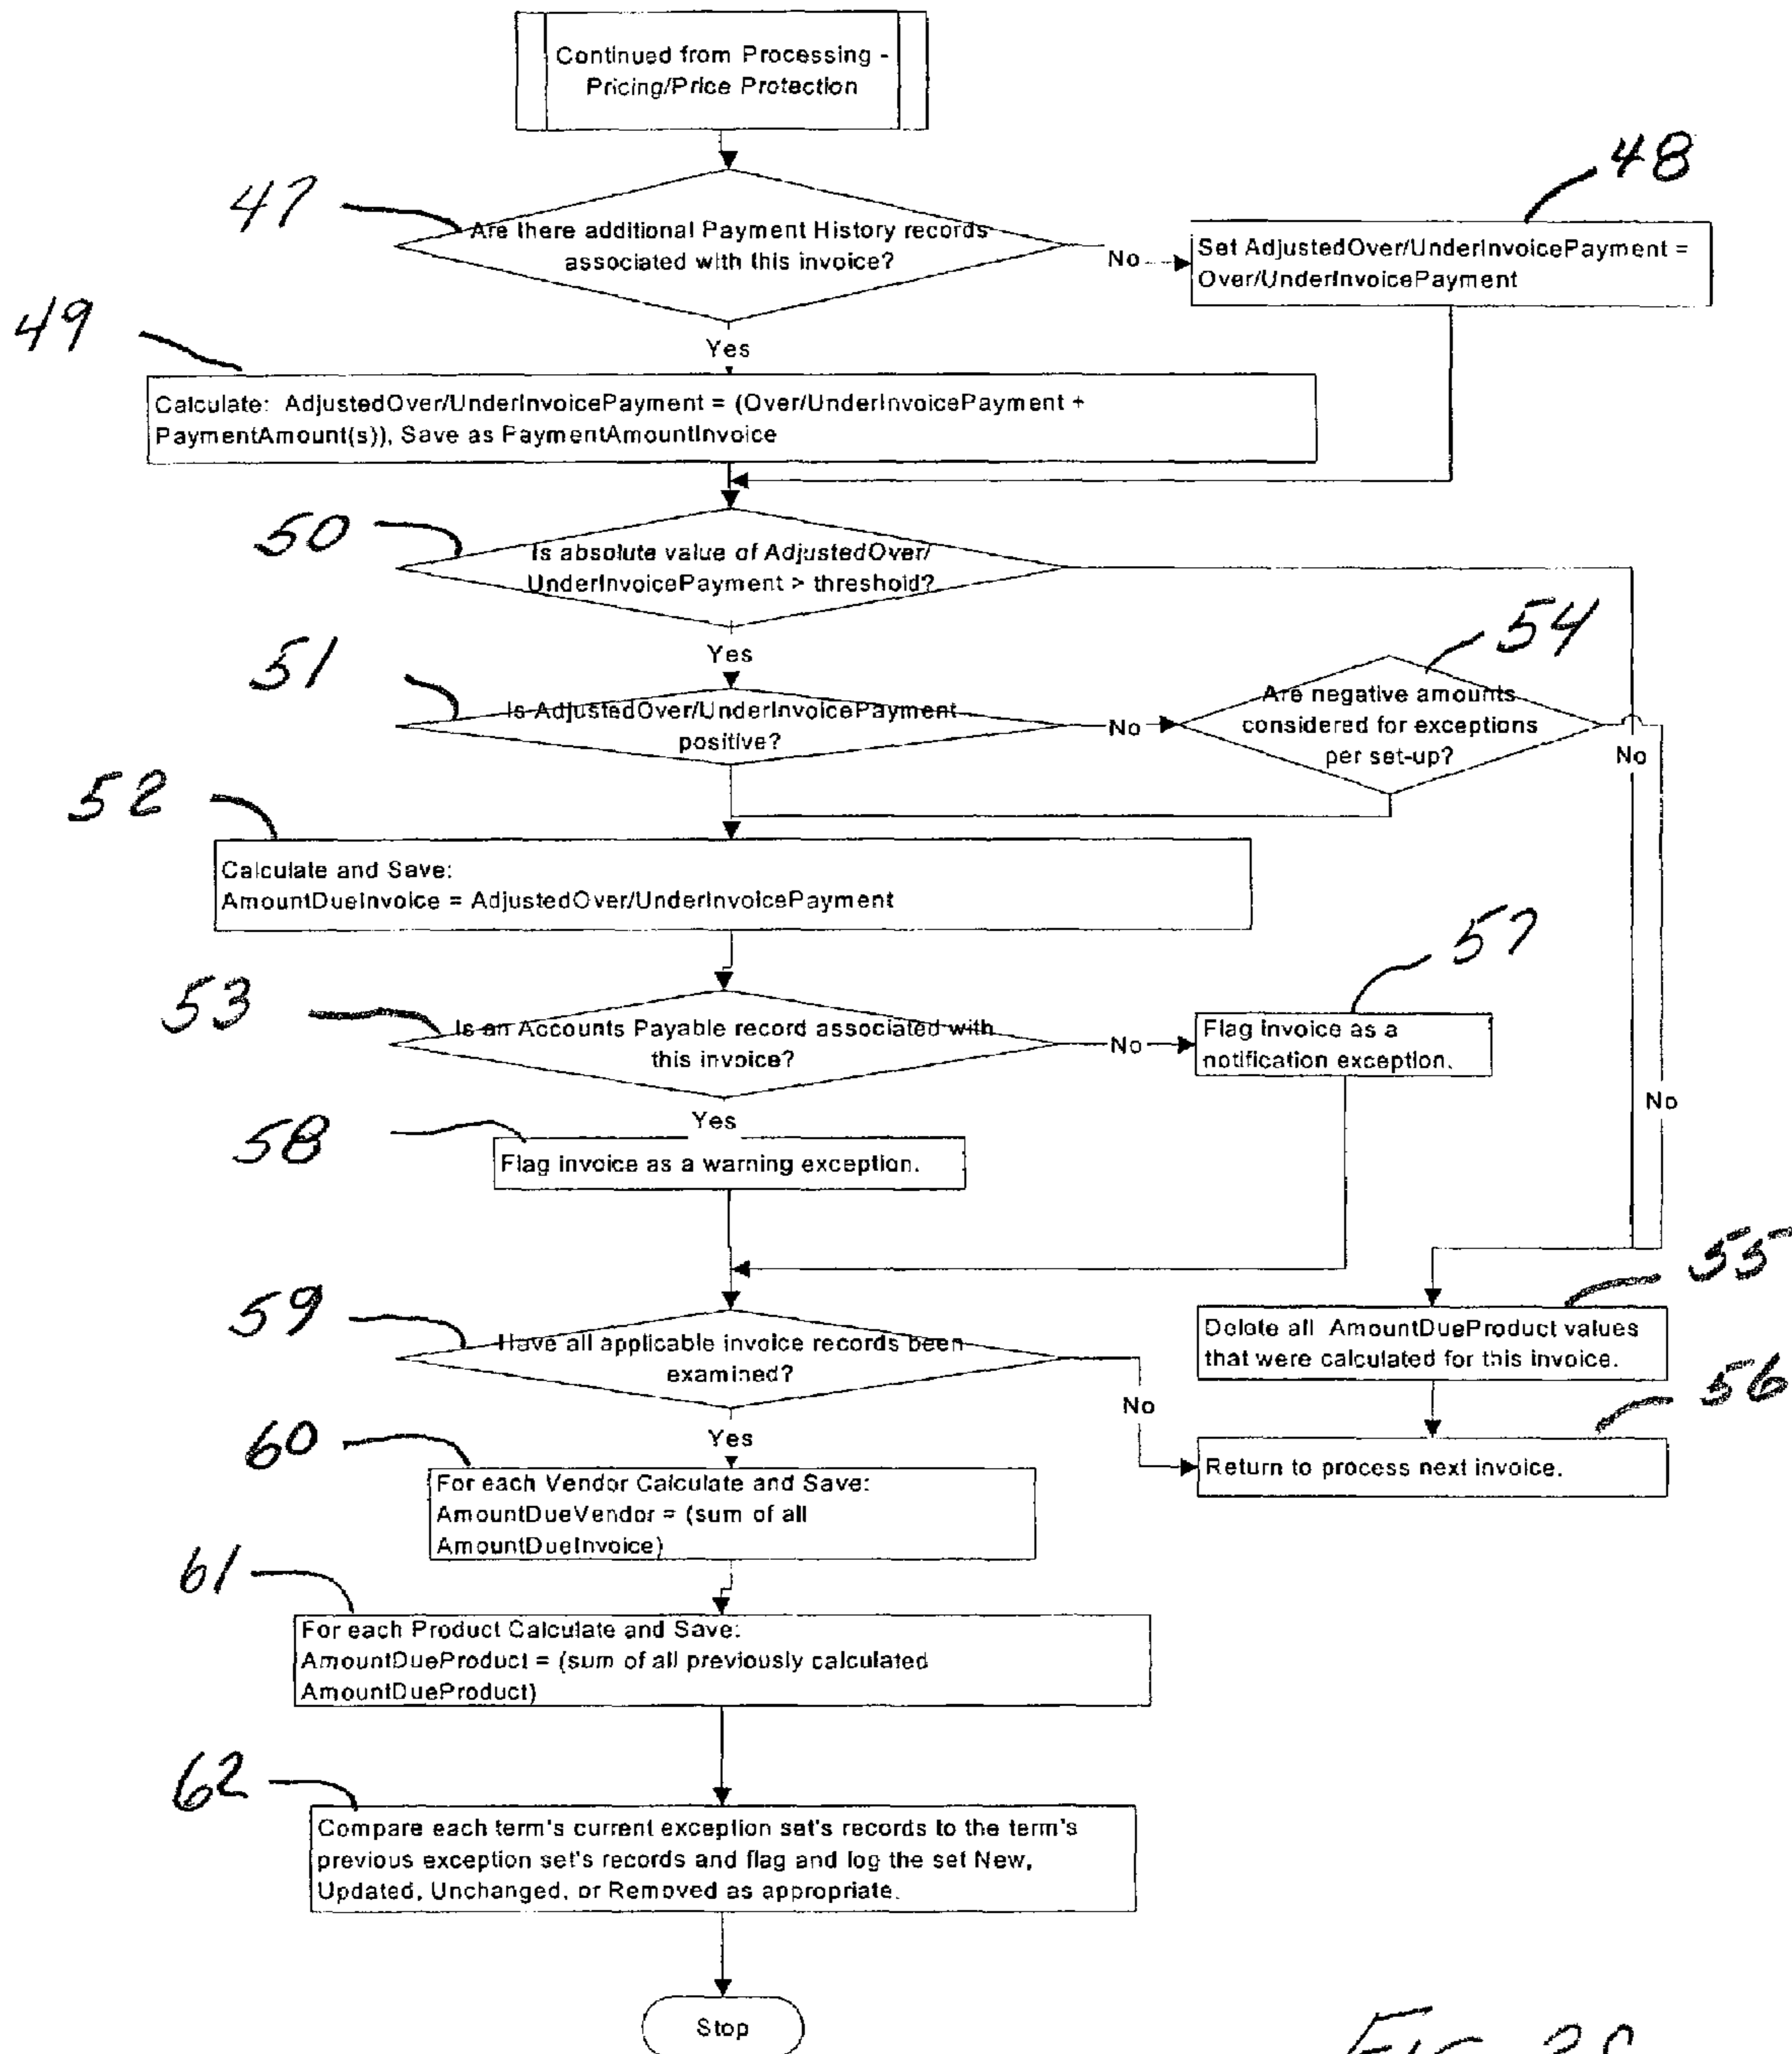 Continued from Processing -
Pricing/Price Protection
47
Are there additional Payment History records
associated with this invoice?
No
48
Set AdjustedOver/UnderInvoicePayment =
Over/UnderInvoicePayment
Yes
49
Calculate: AdjustedOver/UnderInvoicePayment = (Over/UnderInvoicePayment +
PaymentAmount(s)), Save as PaymentAmountInvoice
50
Is absolute value of AdjustedOver/
UnderInvoicePayment > threshold?
Yes
No
51
Is AdjustedOver/UnderInvoicePayment
positive?
No
54
Are negative amounts
considered for exceptions
per set-up?
No
52
Calculate and Save:
AmountDueInvoice = AdjustedOver/UnderInvoicePayment
53
Is an Accounts Payable record associated with
this invoice?
No
57
Flag invoice as a
notification exception.
Yes
58
Flag invoice as a warning exception.
59
Have all applicable invoice records been
examined?
No
55
Delete all AmountDueProduct values
that were calculated for this invoice.
56
Return to process next invoice.
Yes
60
For each Vendor Calculate and Save:
AmountDueVendor = (sum of all
AmountDueInvoice)
61
For each Product Calculate and Save:
AmountDueProduct = (sum of all previously calculated
AmountDueProduct)
62
Compare each term's current exception set's records to the term's
previous exception set's records and flag and log the set New,
Updated, Unchanged, or Removed as appropriate.
Stop